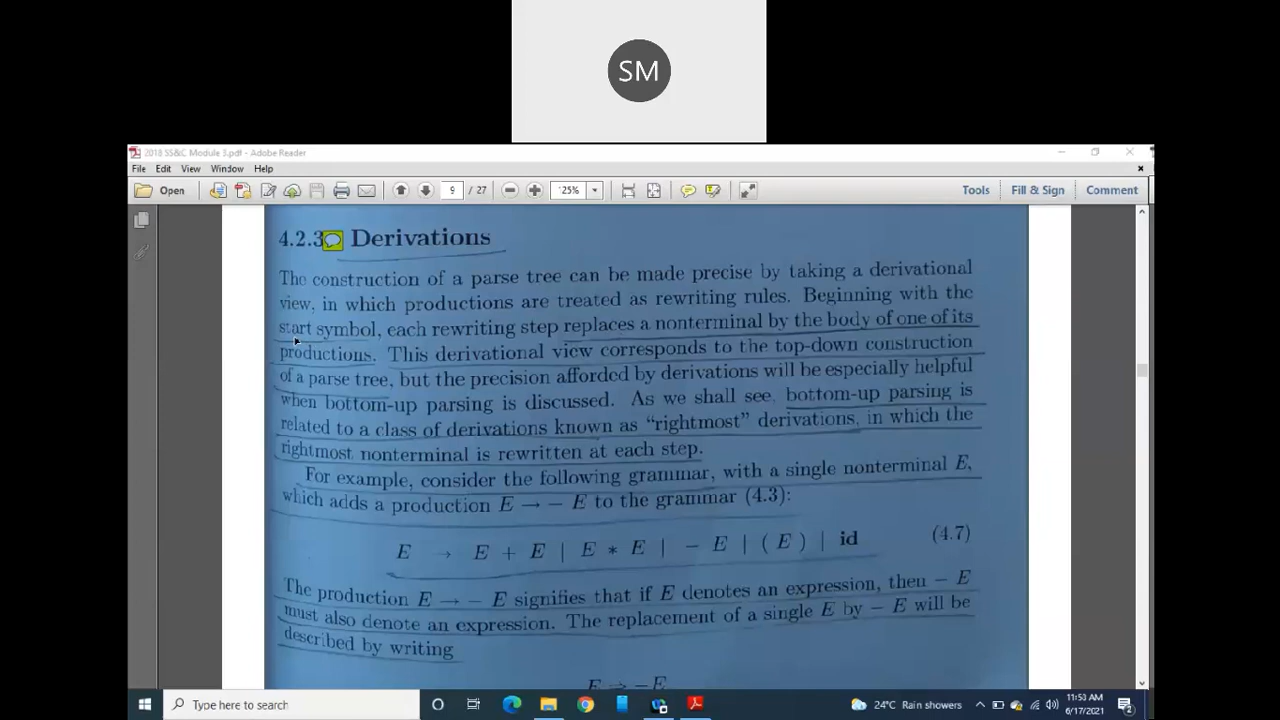 SM
2018 SS&C Module 3.pdf - Adobe Reader
File Edit View Window Help
Open 9 / 27 125% Tools Fill & Sign Comment
4.2.3 Derivations
The construction of a parse tree can be made precise by taking a derivational
view, in which productions are treated as rewriting rules. Beginning with the
start symbol, each rewriting step replaces a nonterminal by the body of one of its
productions. This derivational view corresponds to the top-down construction
of a parse tree, but the precision afforded by derivations will be especially helpful
when bottom-up parsing is discussed. As we shall see, bottom-up parsing is
related to a class of derivations known as "rightmost" derivations, in which the
rightmost nonterminal is rewritten at each step.
For example, consider the following grammar, with a single nonterminal E,
which adds a production E → − E to the grammar (4.3):
E → E + E | E * E | − E | ( E ) | id (4.7)
The production E → − E signifies that if E denotes an expression, then − E
must also denote an expression. The replacement of a single E by − E will be
described by writing
E ⇒ −E
Type here to search
24°C Rain showers
11:53 AM
6/17/2021
2